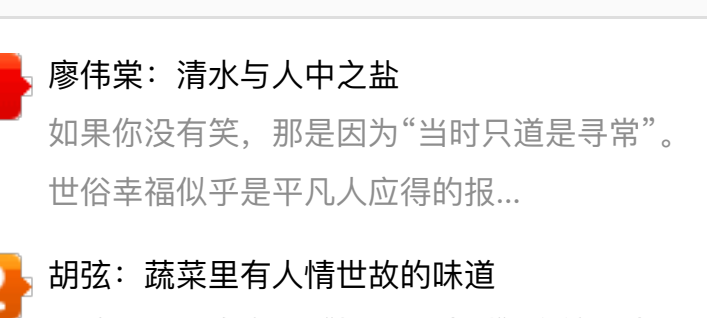 廖伟棠：清水与人中之盐
如果你没有笑，那是因为“当时只道是寻常”。
世俗幸福似乎是平凡人应得的报...
胡弦：蔬菜里有人情世故的味道